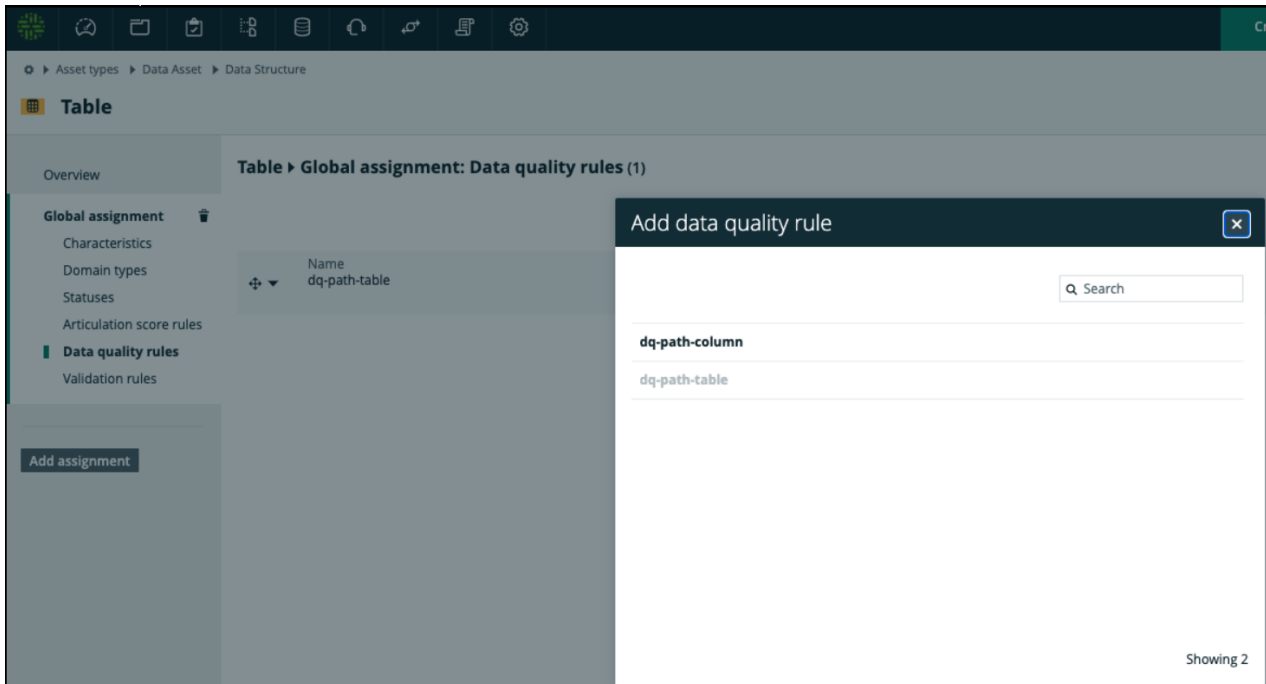 Cr
Asset types Data Asset Data Structure
Table
Overview
Global assignment
Characteristics
Domain types
Statuses
Articulation score rules
Data quality rules
Validation rules
Add assignment
Table Global assignment: Data quality rules (1)
Name
dq-path-table
Add data quality rule
Search
dq-path-column
dq-path-table
Showing 2